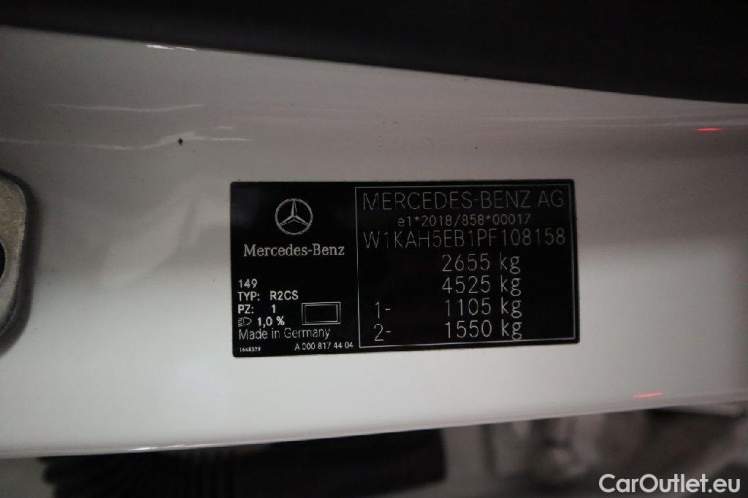 Mercedes-Benz
149
TYP: R2CS
PZ: 1
1,0 %
Made in Germany
A 000 817 44 04
MERCEDES-BENZ AG
e1*2018/858*00017
W1KAH5EB1PF108158
2655 kg
4525 kg
1- 1105 kg
2- 1550 kg
CarOutlet.eu